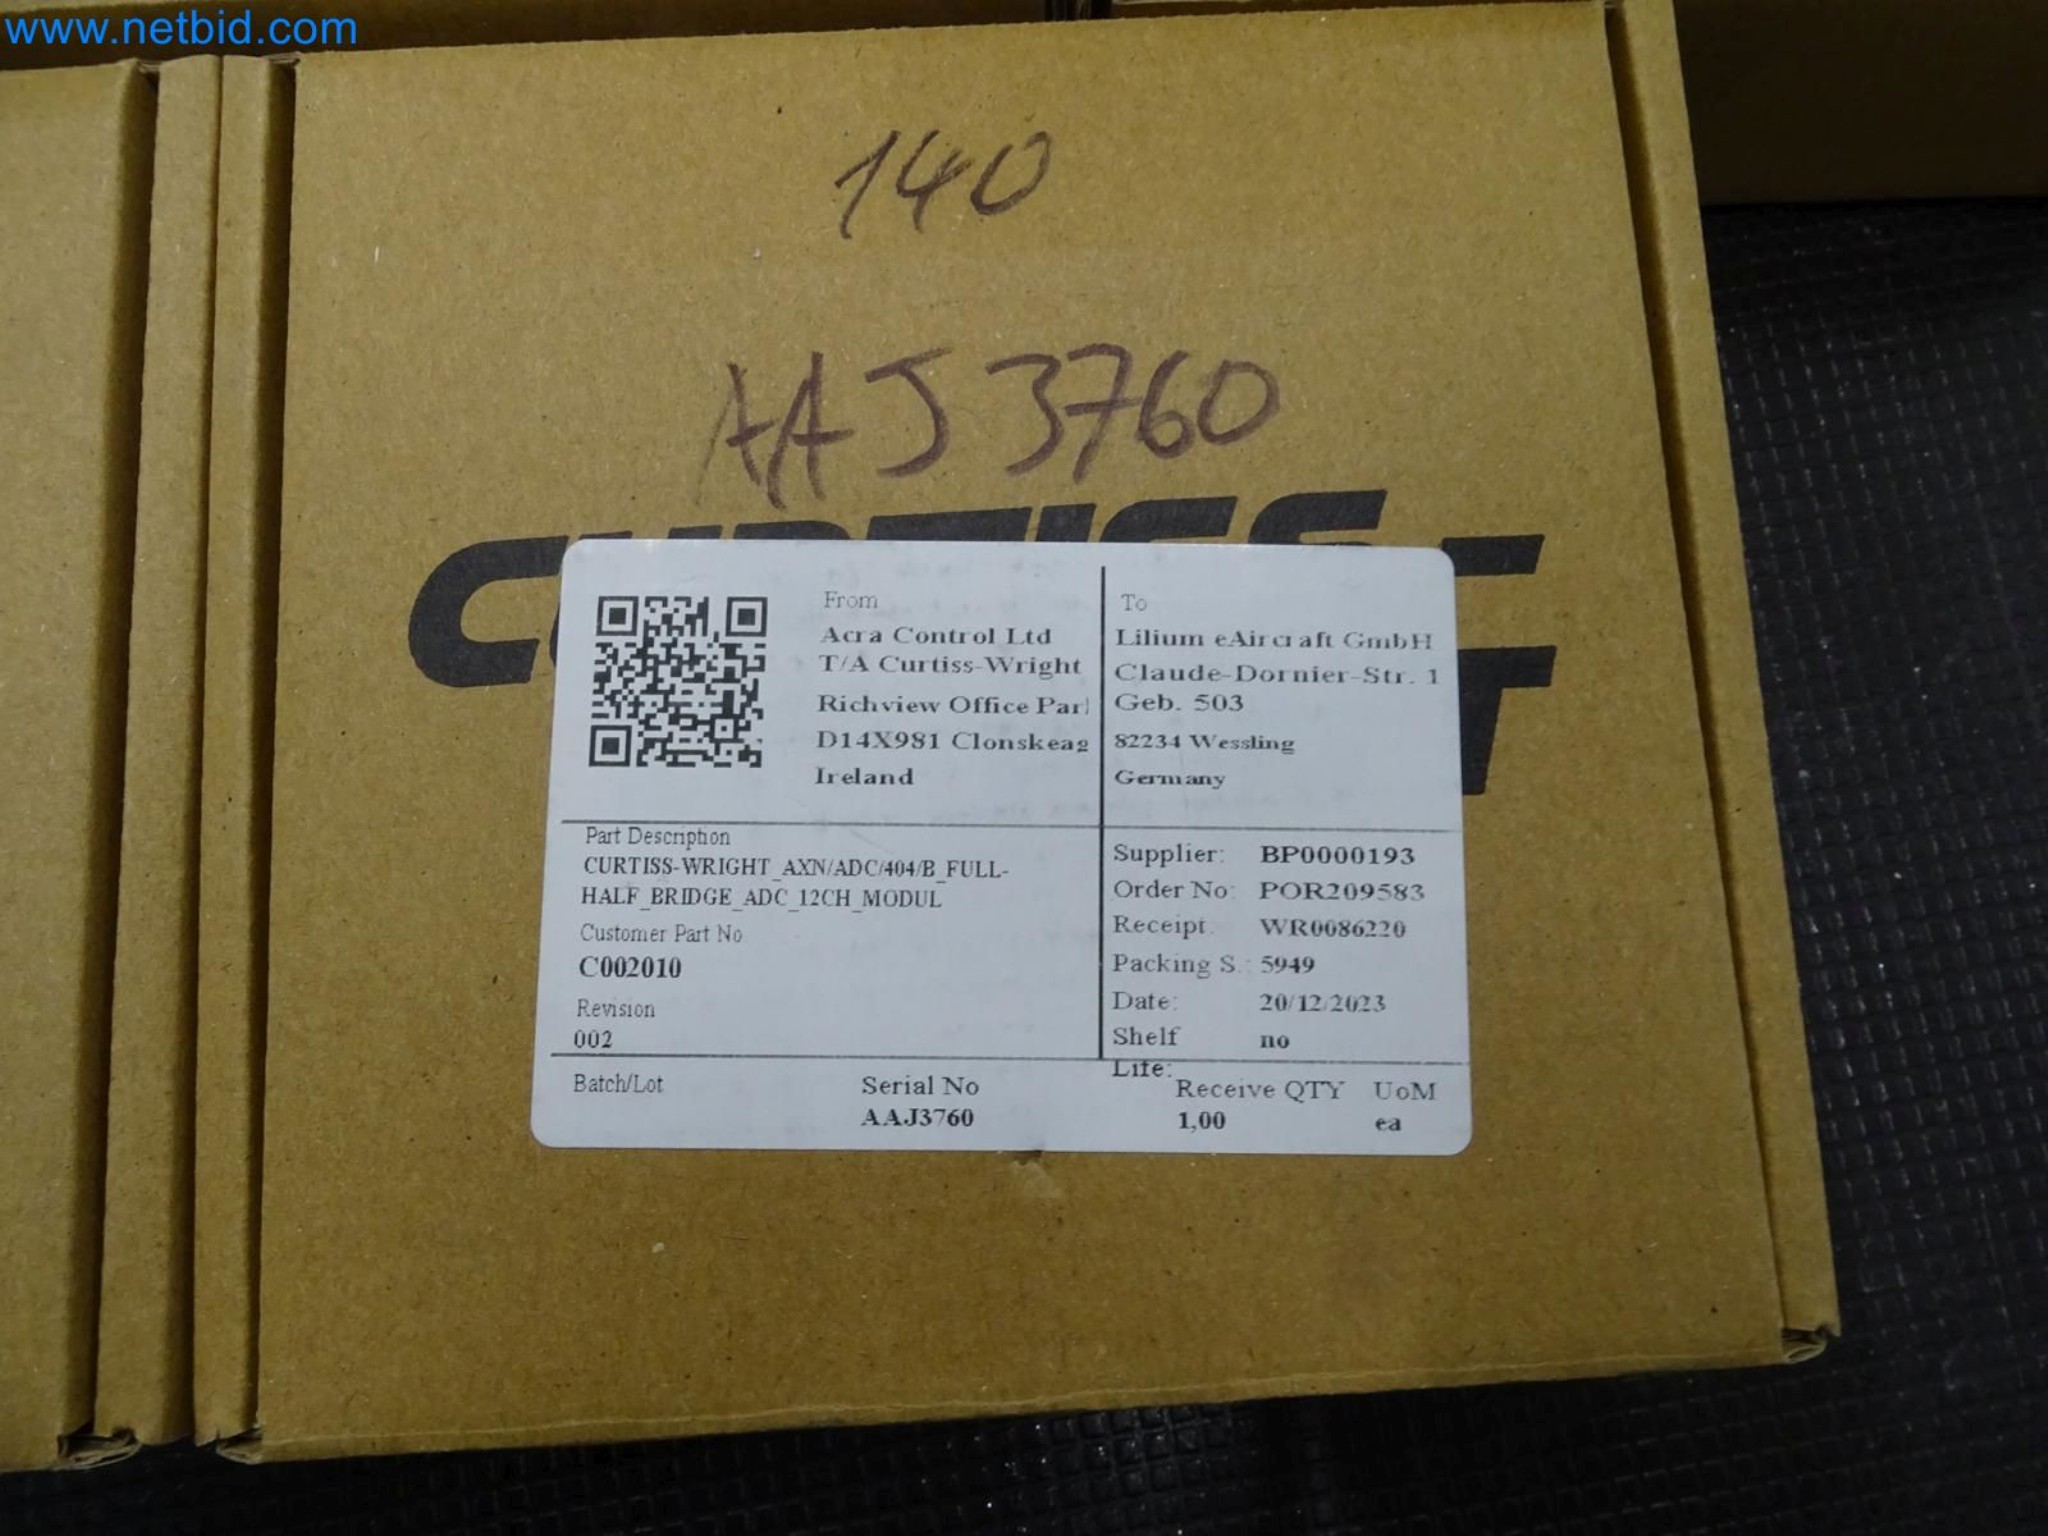 www.netbid.com
140
AAJ3760
CURTISS-
From
Acra Control Ltd
T/A Curtiss-Wright
Richview Office Par
D14X981 Clonskeag
Ireland
To
Lilium eAircraft GmbH
Claude-Dornier-Str. 1
Geb. 503
82234 Wessling
Germany
Part Description
CURTISS-WRIGHT_AXN/ADC/404/B_FULL-
HALF_BRIDGE_ADC_12CH_MODUL
Customer Part No
C002010
Revision
002
Supplier: BP0000193
Order No: POR209583
Receipt. WR0086220
Packing S.: 5949
Date: 20/12/2023
Shelf no
Life:
Batch/Lot
Serial No
AAJ3760
Receive QTY
1,00
UoM
ea